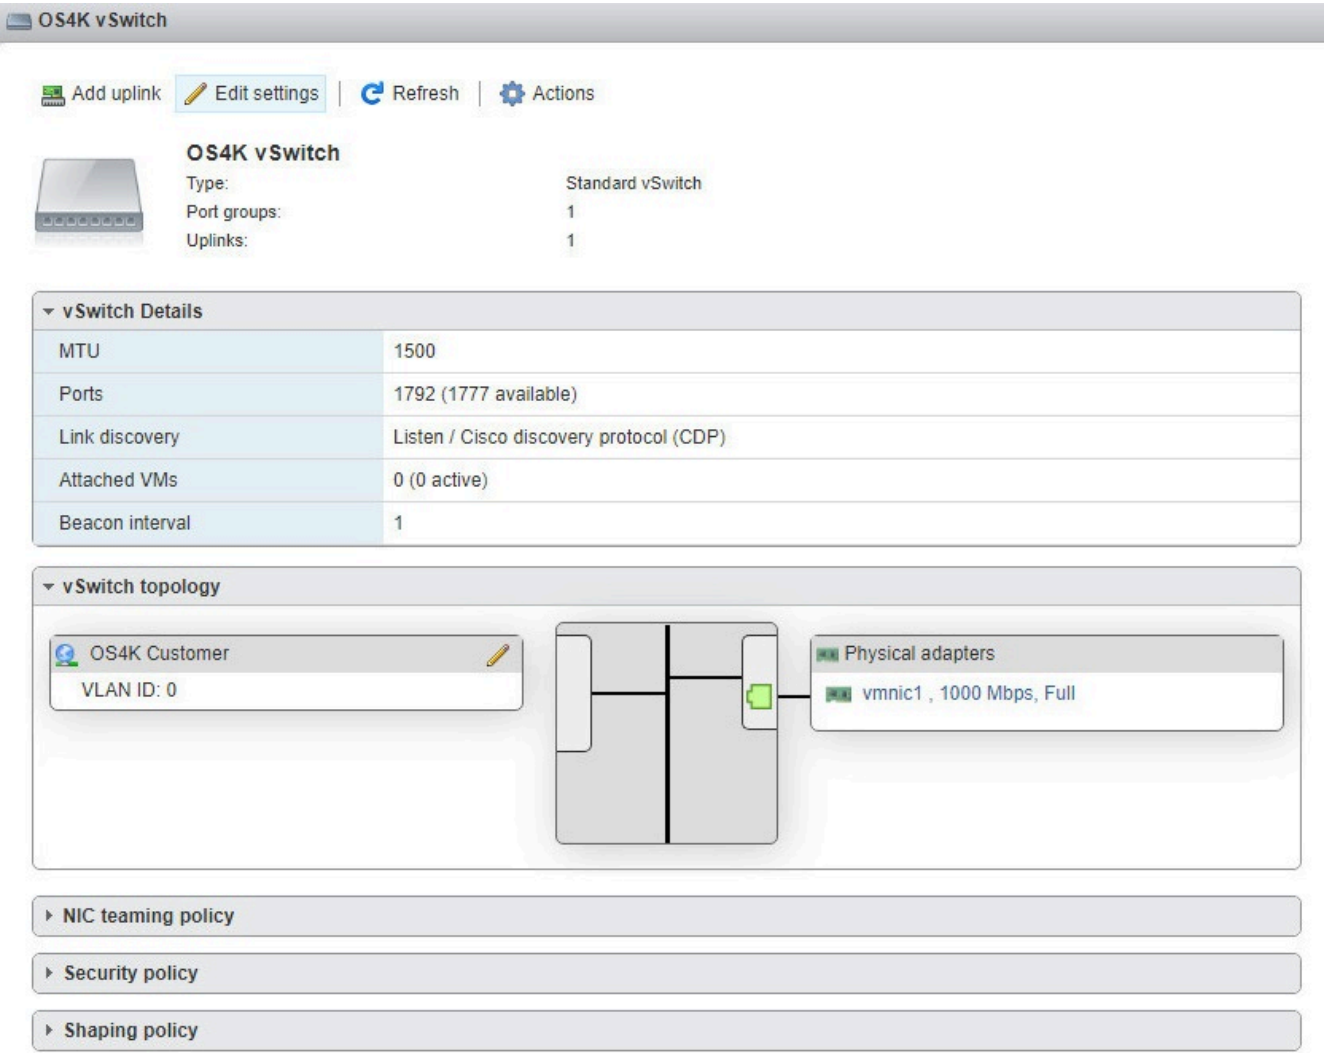 OS4K vSwitch
Add uplink Edit settings Refresh Actions
OS4K vSwitch
Type: Standard vSwitch
Port groups: 1
Uplinks: 1
vSwitch Details
MTU 1500
Ports 1792 (1777 available)
Link discovery Listen / Cisco discovery protocol (CDP)
Attached VMs 0 (0 active)
Beacon interval 1
vSwitch topology
OS4K Customer Physical adapters
VLAN ID: 0 vmnic1 , 1000 Mbps, Full
NIC teaming policy
Security policy
Shaping policy